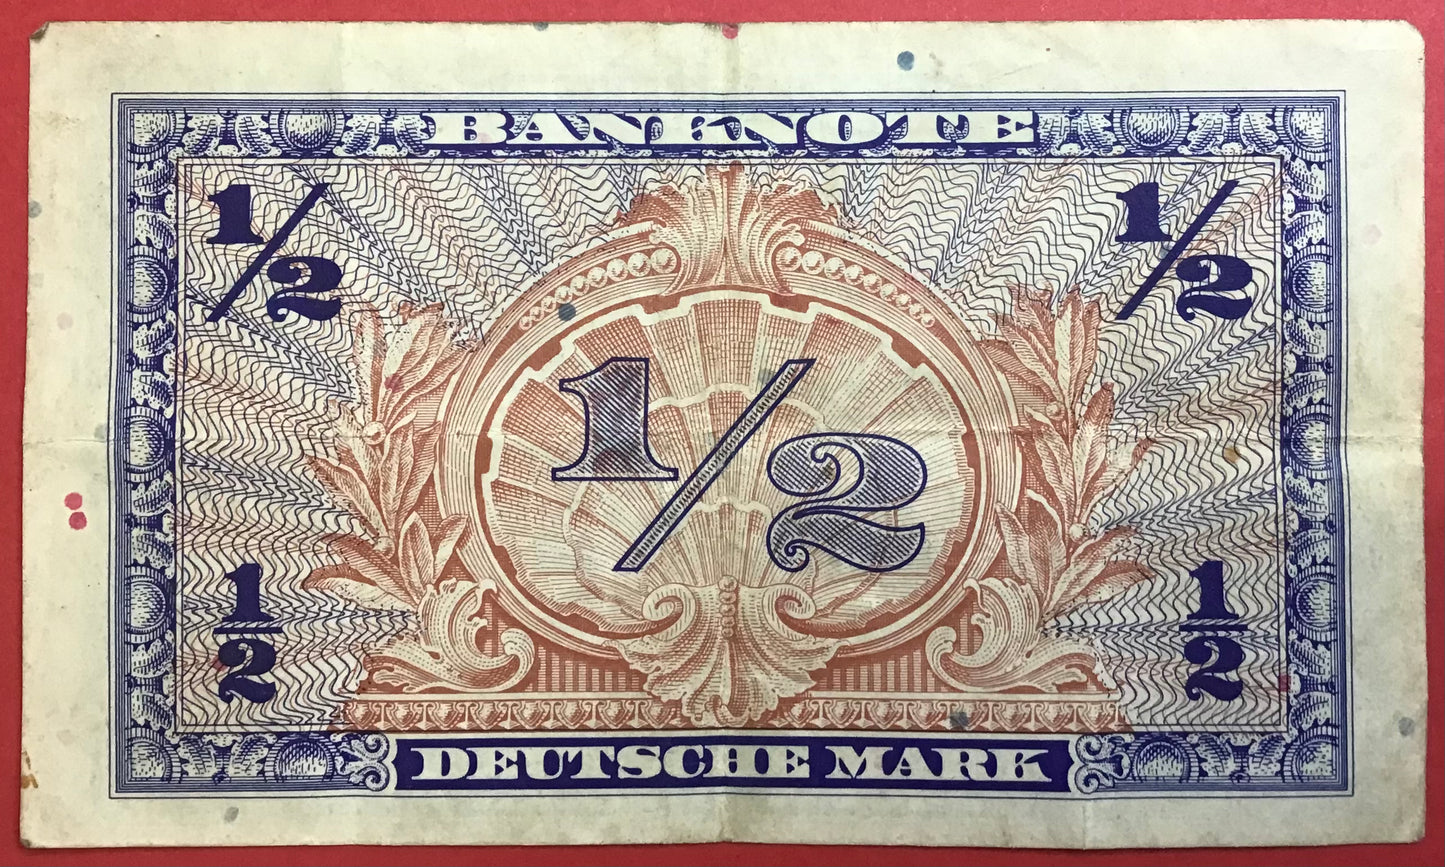 BANKNOTE
1/2 1/2
1/2
1/2 1/2
DEUTSCHE MARK